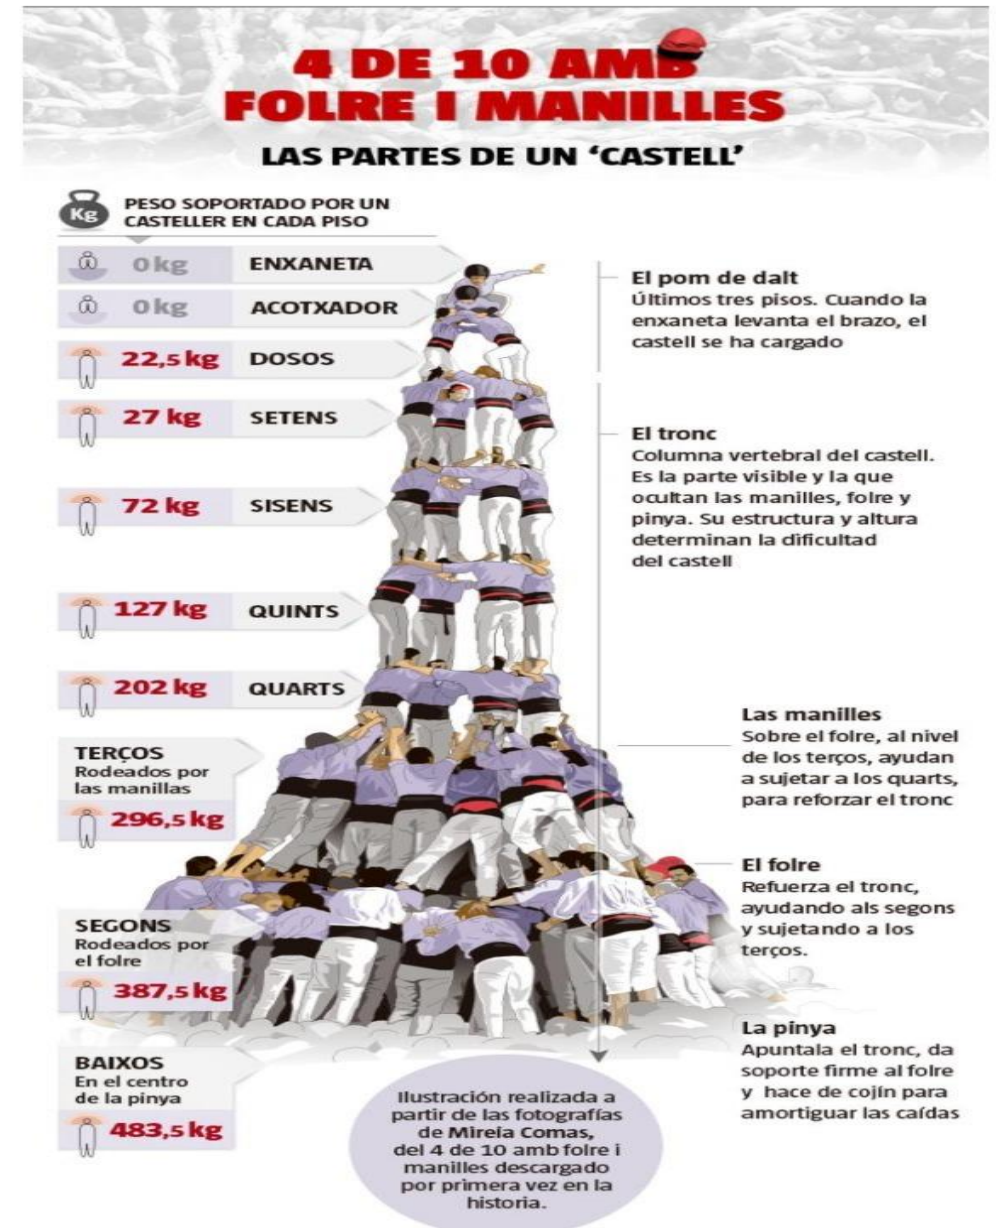 4 DE 10 AMB
FOLRE I MANILLES
LAS PARTES DE UN ‘CASTELL’
Kg
PESO SOPORTADO POR UN
CASTELLER EN CADA PISO
0 kg
ENXANETA
0 kg
ACOTXADOR
22,5 kg
DOSOS
27 kg
SETENS
72 kg
SISENS
127 kg
QUINTS
202 kg
QUARTS
TERÇOS
Rodeados por
las manillas
296,5 kg
SEGONS
Rodeados por
el folre
387,5 kg
BAIXOS
En el centro
de la pinya
483,5 kg
El pom de dalt
Últimos tres pisos. Cuando la
enxaneta levanta el brazo, el
castell se ha cargado
El tronc
Columna vertebral del castell.
Es la parte visible y la que
ocultan las manilles, folre y
pinya. Su estructura y altura
determinan la dificultad
del castell
Las manilles
Sobre el folre, al nivel
de los terços, ayudan
a sujetar a los quarts,
para reforzar el tronc
El folre
Refuerza el tronc,
ayudando als segons
y sujetando a los
terços.
La pinya
Apuntala el tronc, da
soporte firme al folre
y hace de cojín para
amortiguar las caídas
Ilustración realizada a
partir de las fotografías
de Mireia Comas,
del 4 de 10 amb folre i
manilles descargado
por primera vez en la
historia.